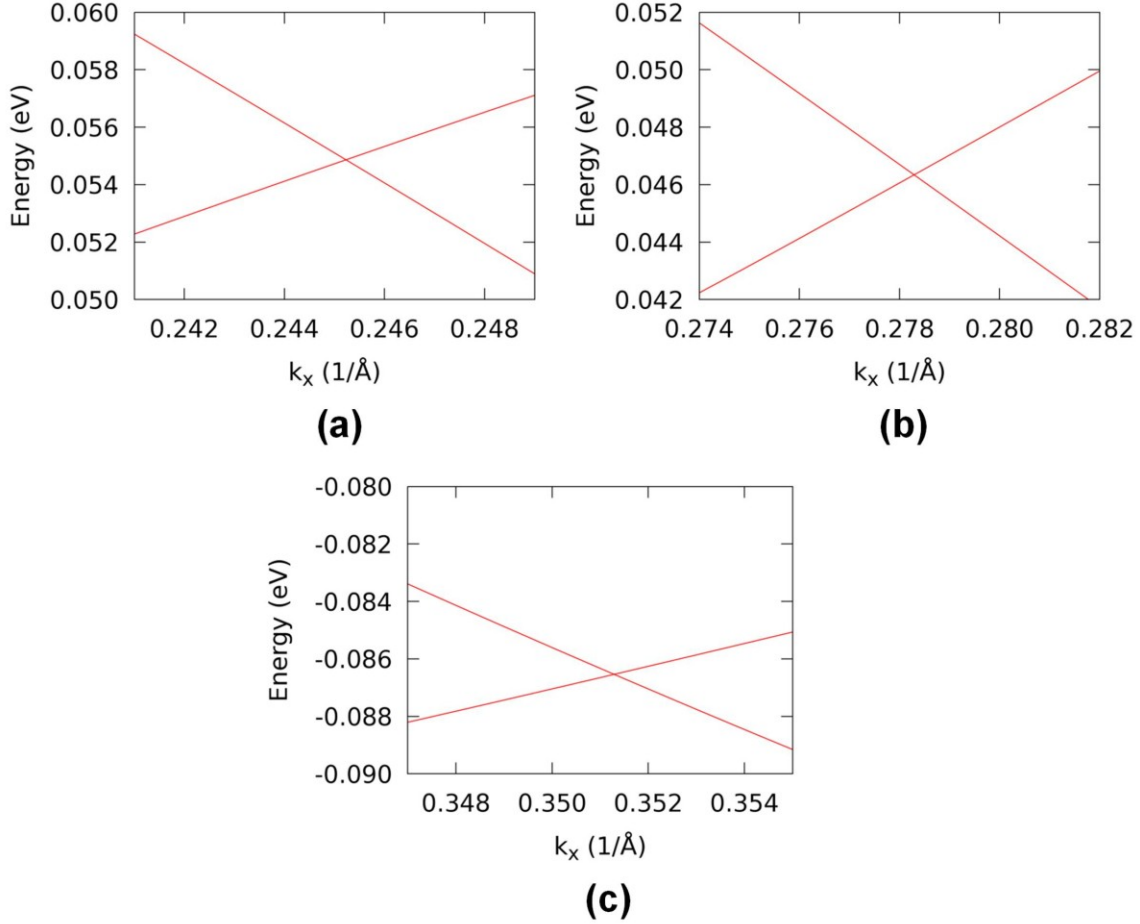 0.060
0.058
0.056
0.054
0.052
0.050
Energy (eV)
0.242 0.244 0.246 0.248
kₓ (1/Å)
(a)
0.052
0.050
0.048
0.046
0.044
0.042
Energy (eV)
0.274 0.276 0.278 0.280 0.282
kₓ (1/Å)
(b)
-0.080
-0.082
-0.084
-0.086
-0.088
-0.090
Energy (eV)
0.348 0.350 0.352 0.354
kₓ (1/Å)
(c)